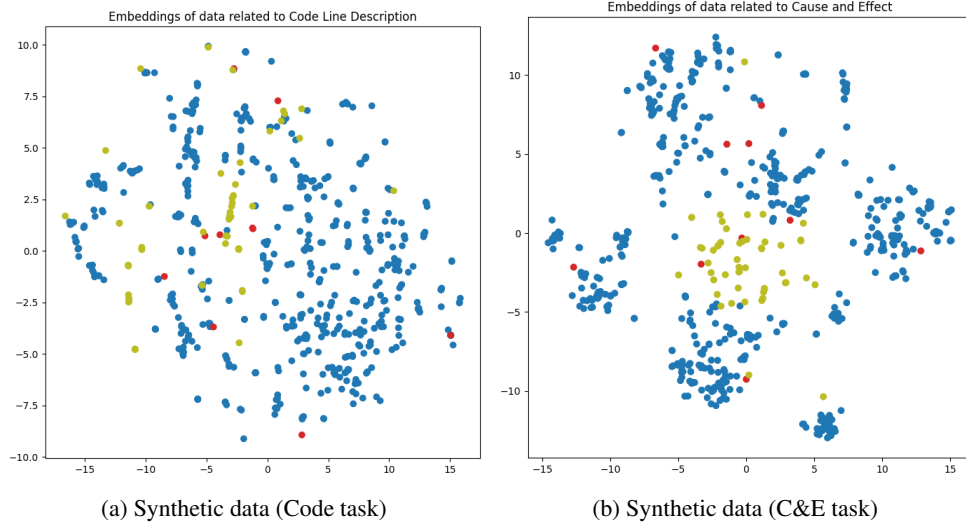 Embeddings of data related to Code Line Description
10.0
7.5
5.0
2.5
0.0
−2.5
−5.0
−7.5
−10.0
−15 −10 −5 0 5 10 15
(a) Synthetic data (Code task)
Embeddings of data related to Cause and Effect
10
5
0
−5
−10
−15 −10 −5 0 5 10 15
(b) Synthetic data (C&E task)